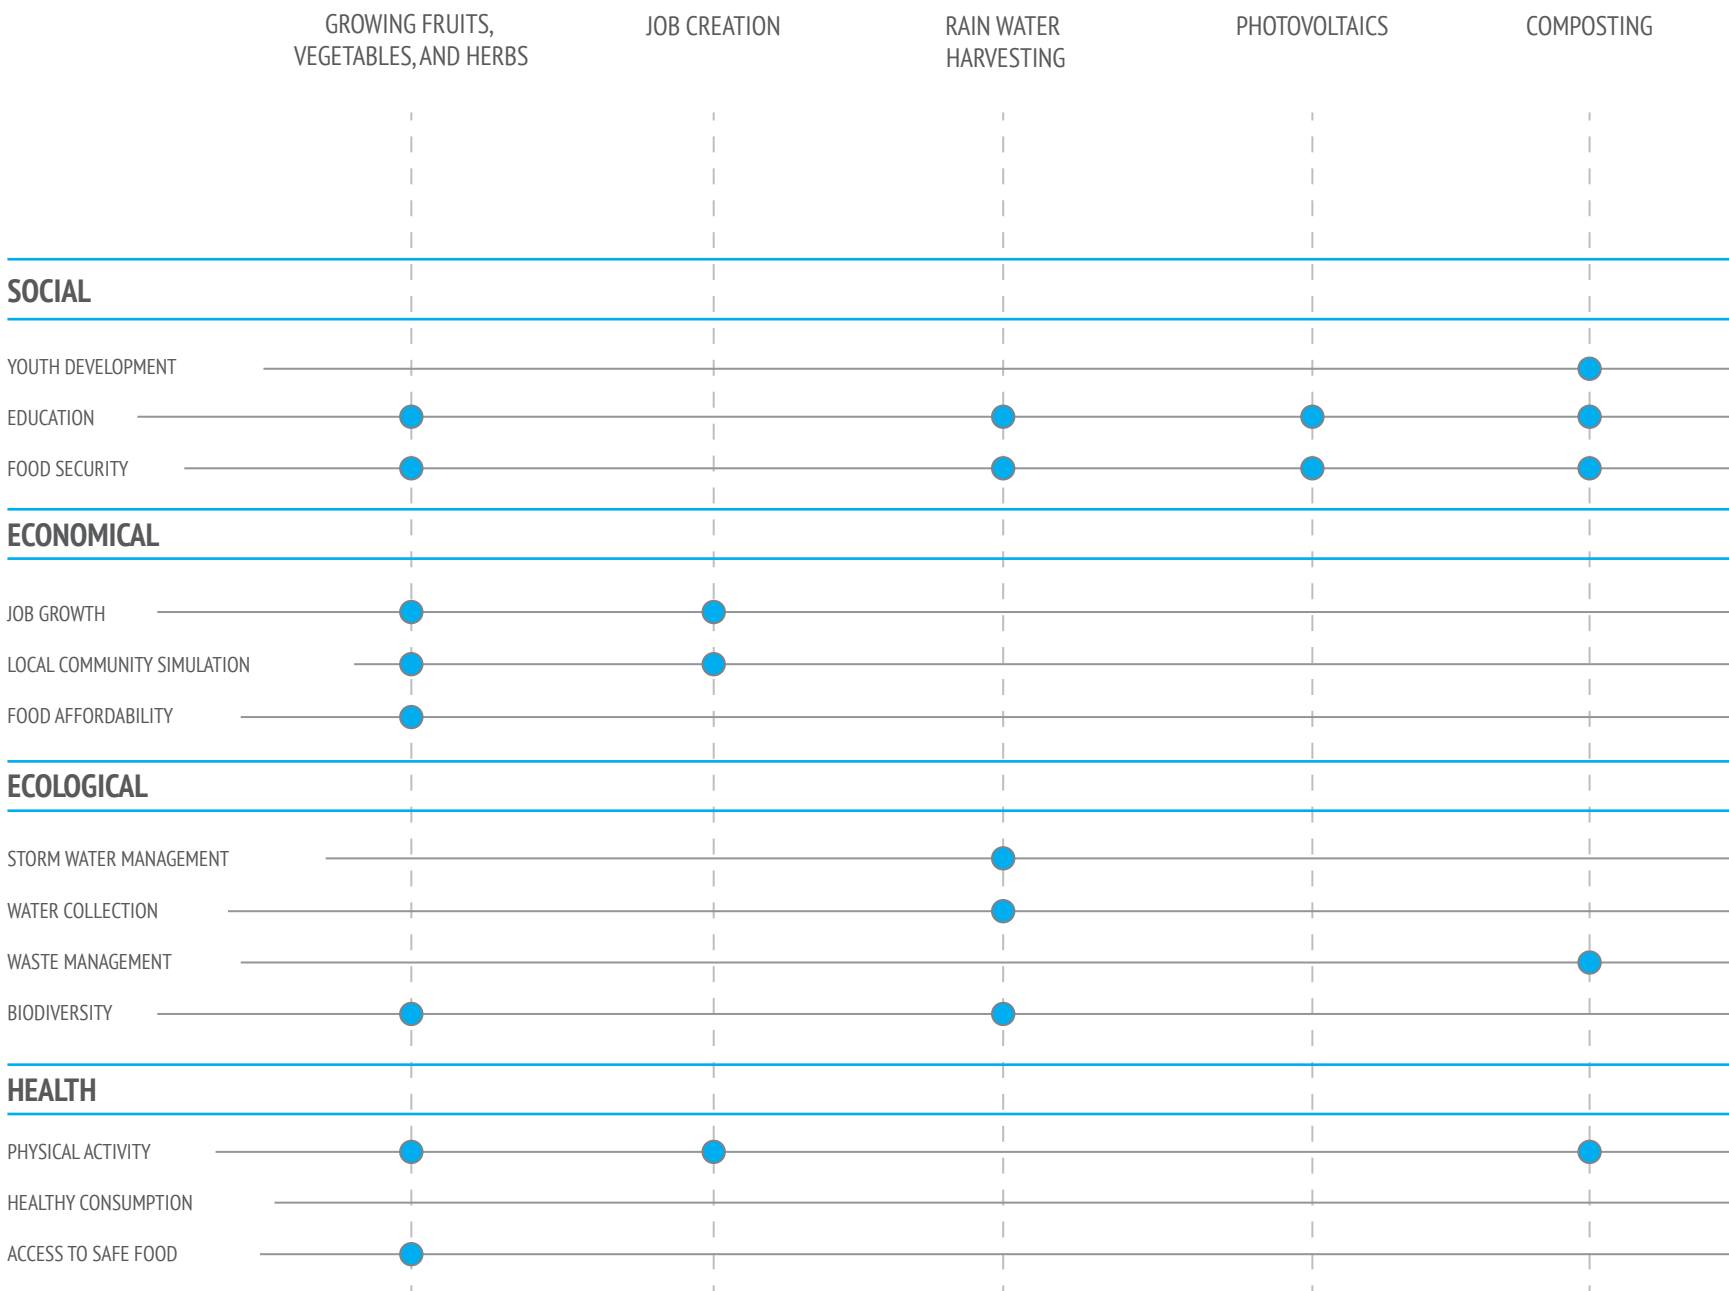 GROWING FRUITS,
VEGETABLES, AND HERBS
JOB CREATION
RAIN WATER
HARVESTING
PHOTOVOLTAICS
COMPOSTING
SOCIAL
YOUTH DEVELOPMENT
EDUCATION
FOOD SECURITY
ECONOMICAL
JOB GROWTH
LOCAL COMMUNITY SIMULATION
FOOD AFFORDABILITY
ECOLOGICAL
STORM WATER MANAGEMENT
WATER COLLECTION
WASTE MANAGEMENT
BIODIVERSITY
HEALTH
PHYSICAL ACTIVITY
HEALTHY CONSUMPTION
ACCESS TO SAFE FOOD